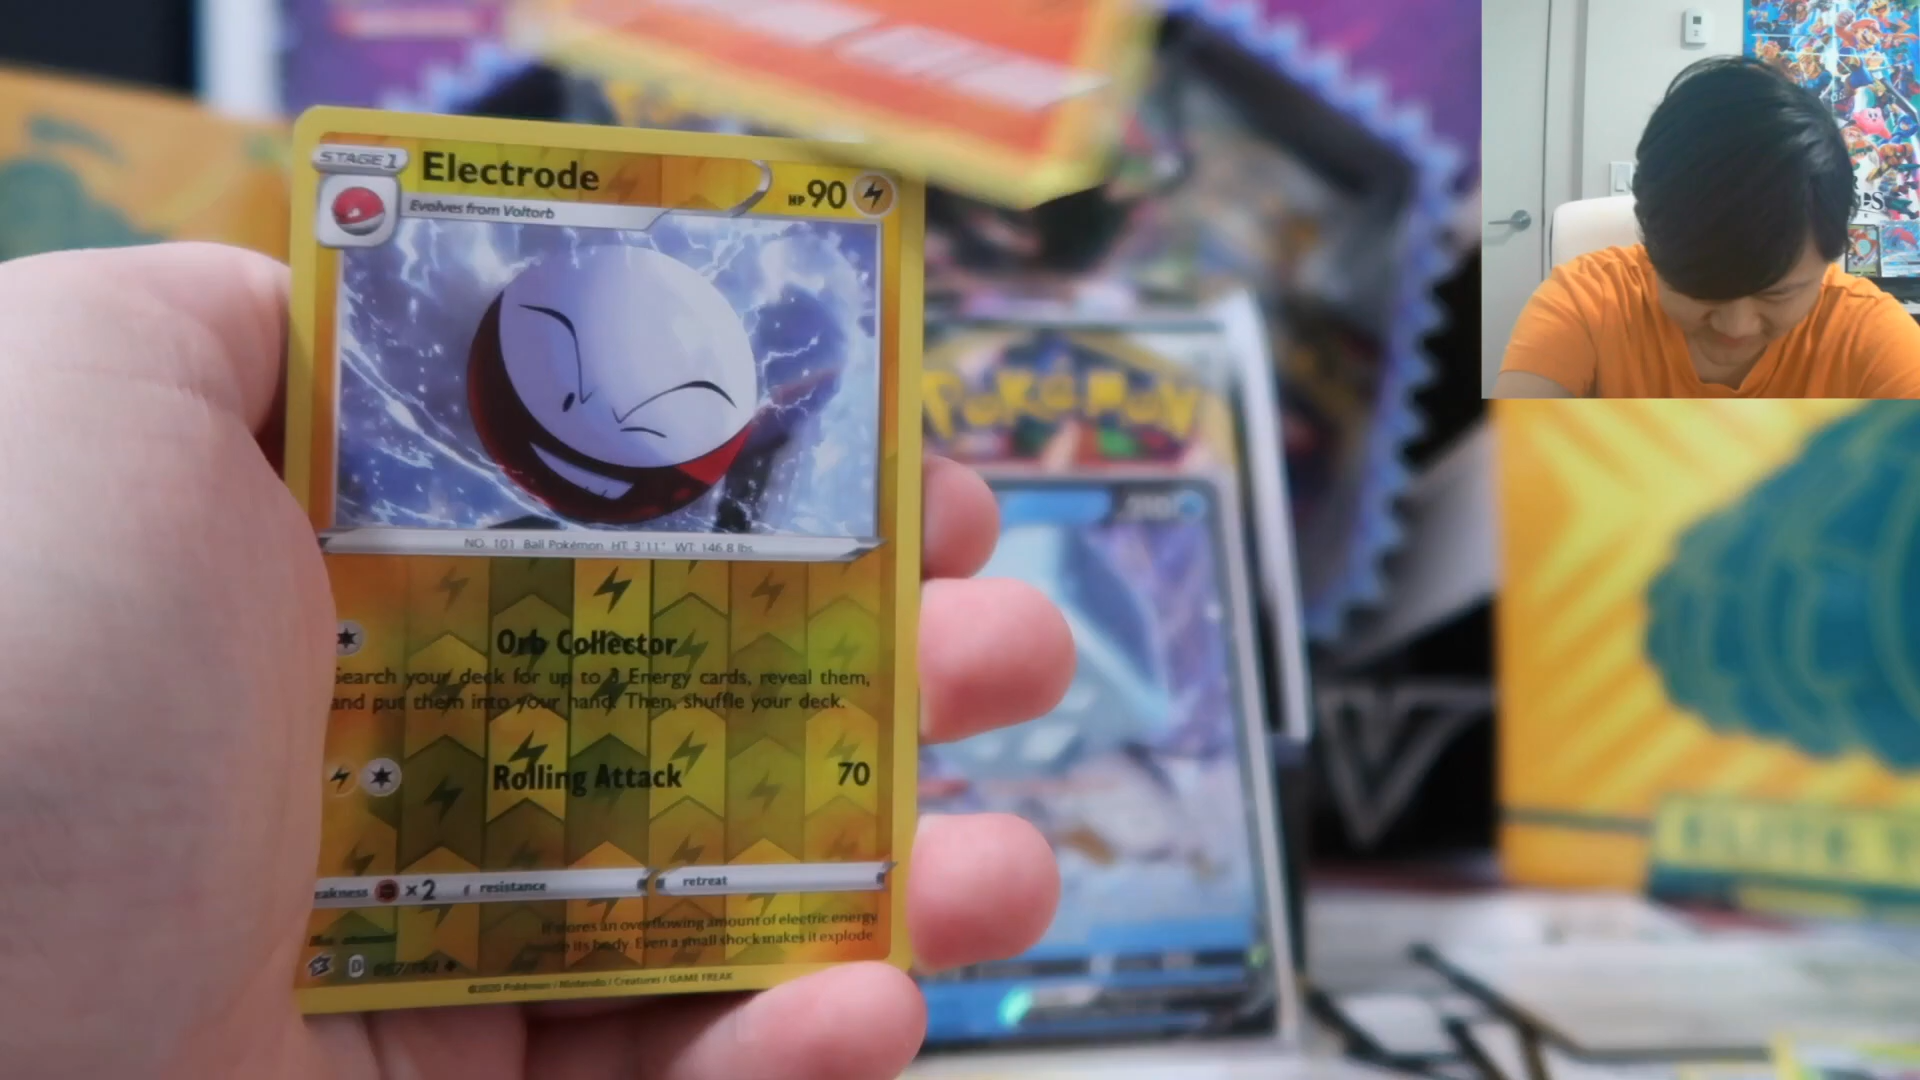 STAGE 1
Electrode
HP 90
Evolves from Voltorb
NO. 101 Ball Pokémon HT: 3'11" WT: 146.8 lbs.
Orb Collector
Search your deck for up to 3 Energy cards, reveal them,
and put them into your hand. Then, shuffle your deck.
Rolling Attack 70
eakness ×2 resistance retreat
It stores an overflowing amount of electric energy
its body. Even a small shock makes it explode.
D
©2020 Pokémon / Nintendo / Creatures / GAME FREAK
POKéMON
V
ELITE